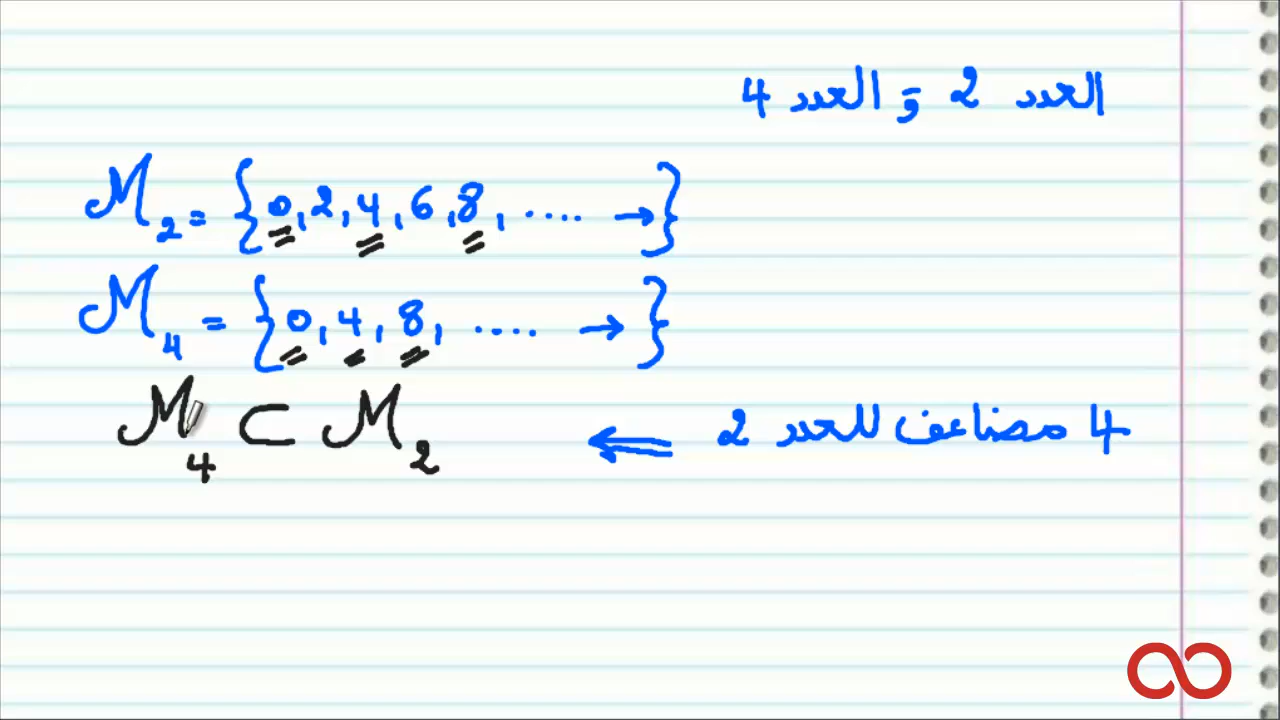 العدد 2 و العدد 4
M₂ = {0, 2, 4, 6, 8, .... →}
M₄ = {0, 4, 8, .... →}
4 مضاعف للعدد 2 ⇐ M₄ ⊂ M₂